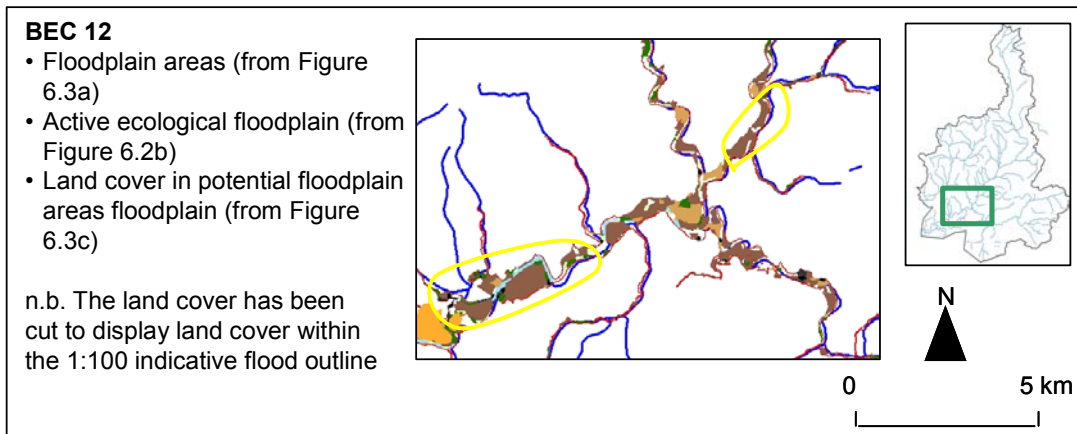 BEC 12
• Floodplain areas (from Figure
6.3a)
• Active ecological floodplain (from
Figure 6.2b)
• Land cover in potential floodplain
areas floodplain (from Figure
6.3c)
n.b. The land cover has been
cut to display land cover within
the 1:100 indicative flood outline
N
0 5 km